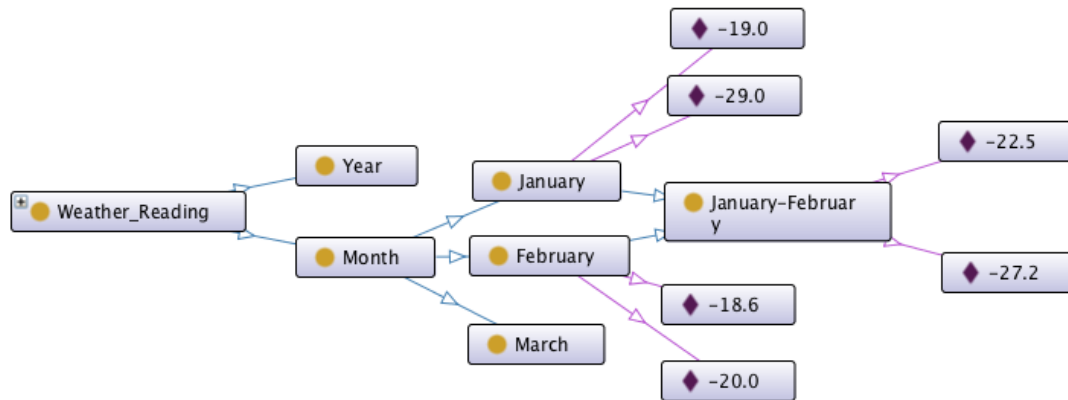 -19.0
-29.0
-22.5
Year
January
Weather_Reading
January-Februar
y
Month
February
-27.2
-18.6
March
-20.0